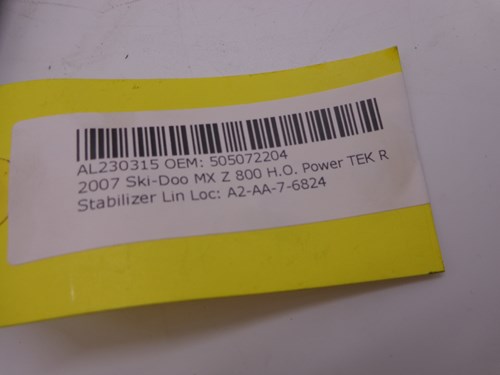 AL230315 OEM: 505072204
2007 Ski-Doo MX Z 800 H.O. Power TEK R
Stabilizer Lin Loc: A2-AA-7-6824